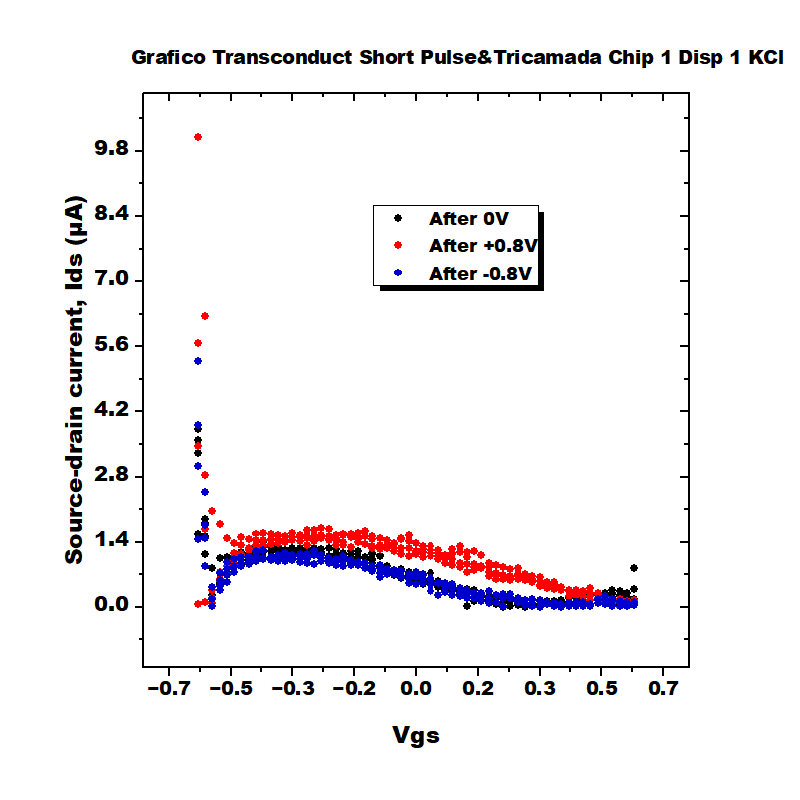 Grafico Transconduct Short Pulse&Tricamada Chip 1 Disp 1 KCl
9.8
8.4
7.0
5.6
4.2
2.8
1.4
0.0
Source-drain current, Ids (µA)
After 0V
After +0.8V
After -0.8V
−0.7 −0.5 −0.3 −0.2 0.0 0.2 0.3 0.5 0.7
Vgs